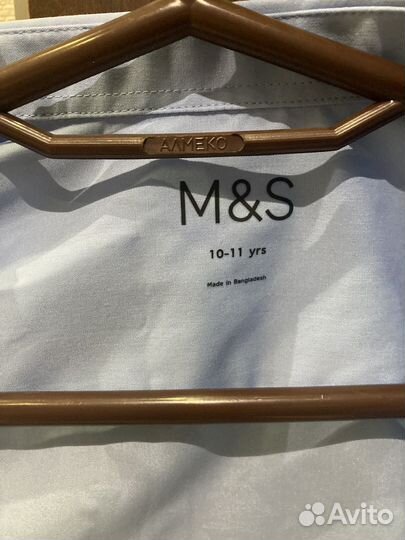 АЛМЕКО
M&S
10-11 yrs
Made in Bangladesh
Avito